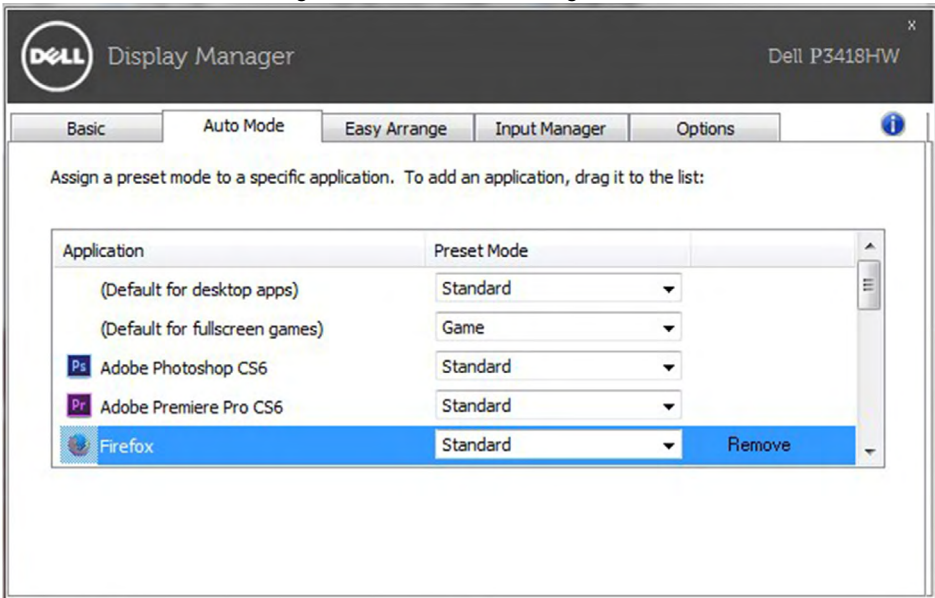 x
DELL Display Manager Dell P3418HW
Basic Auto Mode Easy Arrange Input Manager Options i
Assign a preset mode to a specific application. To add an application, drag it to the list:
Application Preset Mode
(Default for desktop apps) Standard
(Default for fullscreen games) Game
Ps Adobe Photoshop CS6 Standard
Pr Adobe Premiere Pro CS6 Standard
Firefox Standard Remove